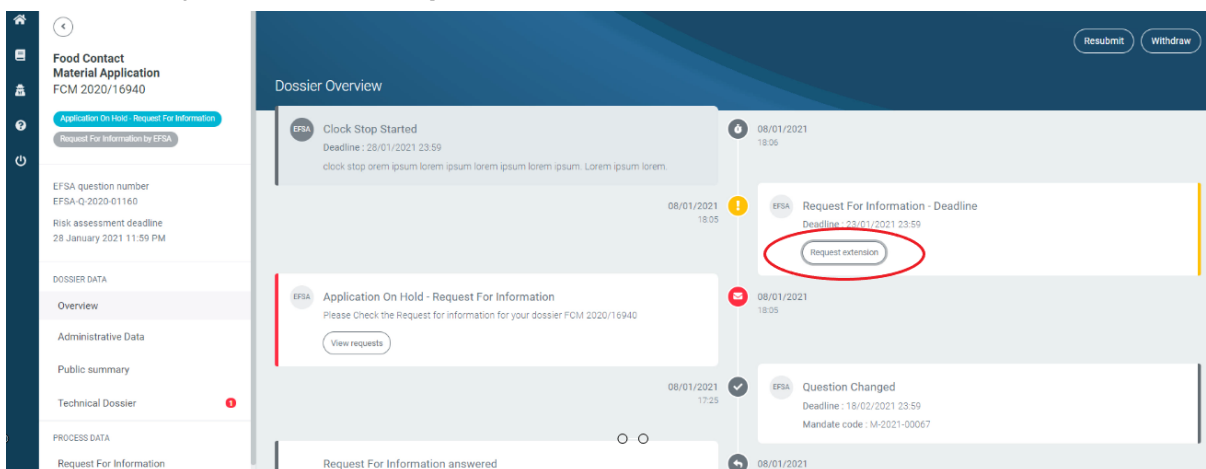 Food Contact
Material Application
FCM 2020/16940
Application On Hold - Request For Information
Request For Information by EFSA
EFSA question number
EFSA-Q-2020-01160
Risk assessment deadline
28 January 2021 11:59 PM
DOSSIER DATA
Overview
Administrative Data
Public summary
Technical Dossier
1
PROCESS DATA
Request For Information
Resubmit
Withdraw
Dossier Overview
EFSA
Clock Stop Started
Deadline : 28/01/2021 23:59
clock stop orem ipsum lorem ipsum lorem ipsum lorem ipsum. Lorem ipsum lorem.
08/01/2021
18:06
08/01/2021
18:05
EFSA
Request For Information - Deadline
Deadline : 23/01/2021 23:59
Request extension
EFSA
Application On Hold - Request For Information
Please Check the Request for information for your dossier FCM 2020/16940
View requests
08/01/2021
18:05
08/01/2021
17:25
EFSA
Question Changed
Deadline : 18/02/2021 23:59
Mandate code : M-2021-00067
Request For Information answered
08/01/2021